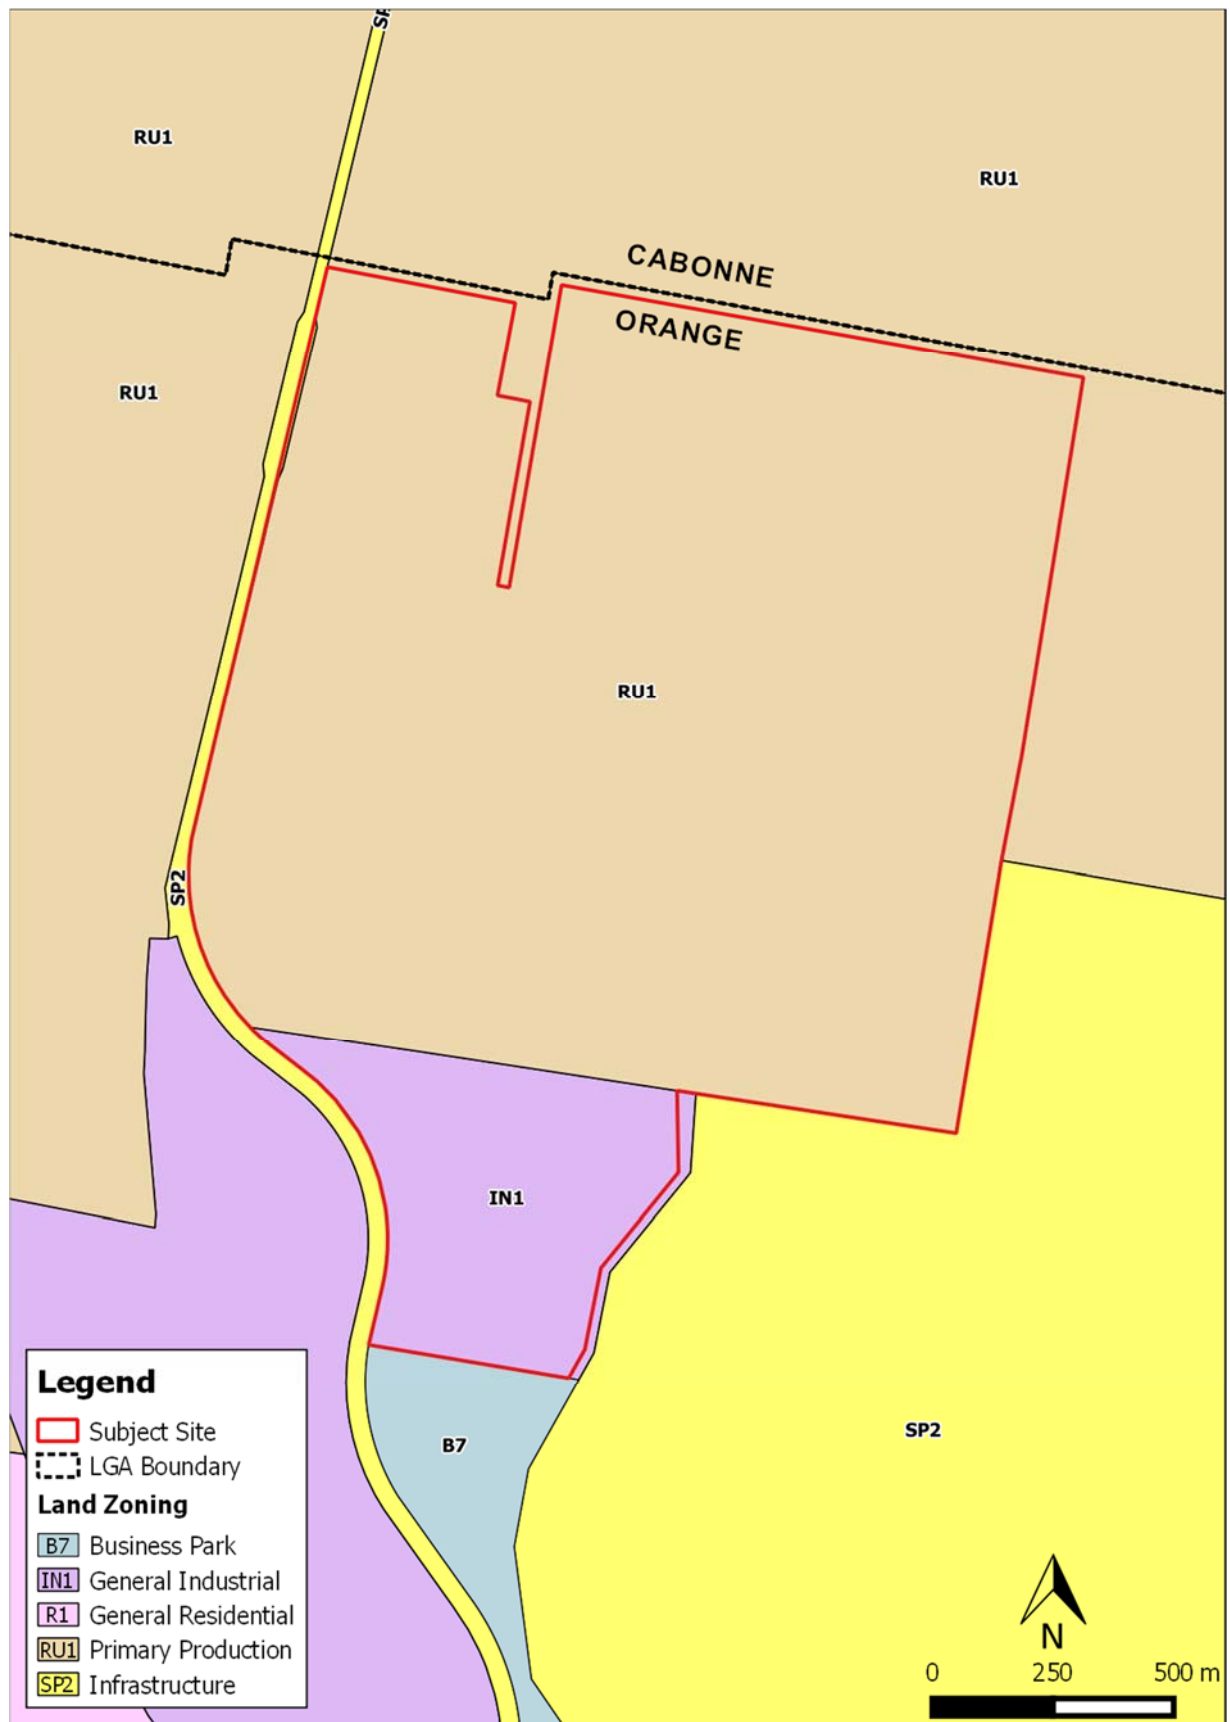 RU1
RU1
CABONNE
ORANGE
RU1
RU1
SP2
IN1
B7
SP2
Legend
Subject Site
LGA Boundary
Land Zoning
B7 Business Park
IN1 General Industrial
R1 General Residential
RU1 Primary Production
SP2 Infrastructure
N
0 250 500 m